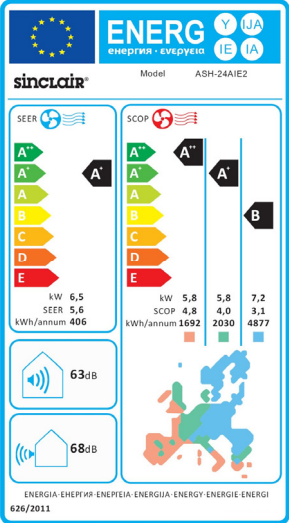 ENERG Y IJA
енергия · ενεργεια IE IA
sinclair® Model ASH-24AIE2
SEER
A++
A+
A
B
C
D
E
A+
kW 6,5
SEER 5,6
kWh/annum 406
SCOP
A++
A+
A
B
C
D
E
A++
A+
B
kW 5,8 5,8 7,2
SCOP 4,8 4,0 3,1
kWh/annum 1692 2030 4877
63dB
68dB
ENERGIA·ЕНЕРГИЯ·ΕΝΕΡΓΕΙΑ·ENERGIJA·ENERGY·ENERGIE·ENERGI
626/2011